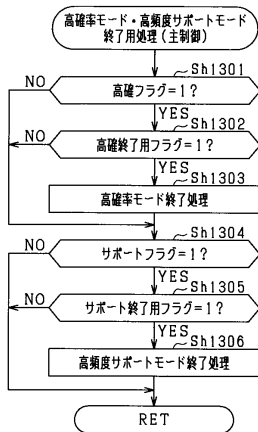 高確率モード・高頻度サポートモード
終了用処理(主制御)
Sh1301
高確フラグ=1?
NO
YES
Sh1302
高確終了用フラグ=1?
NO
YES
Sh1303
高確率モード終了処理
Sh1304
サポートフラグ=1?
NO
YES
Sh1305
サポート終了用フラグ=1?
NO
YES
Sh1306
高頻度サポートモード終了処理
RET